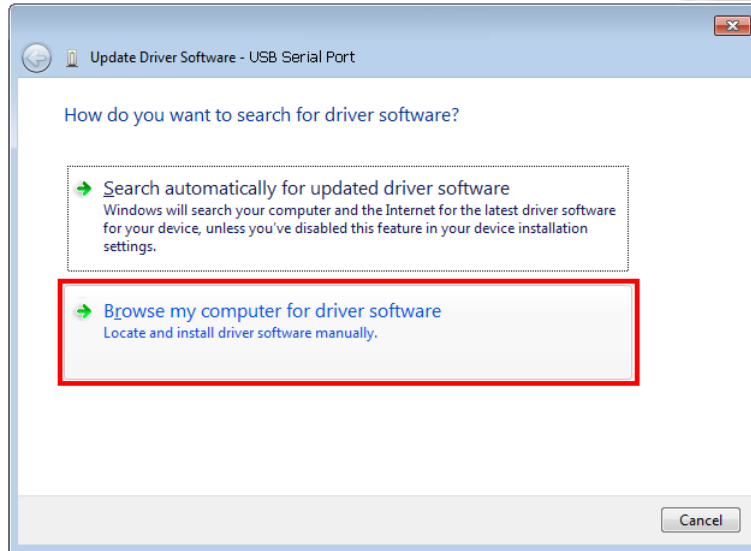 Update Driver Software - USB Serial Port
How do you want to search for driver software?
Search automatically for updated driver software
Windows will search your computer and the Internet for the latest driver software
for your device, unless you've disabled this feature in your device installation
settings.
Browse my computer for driver software
Locate and install driver software manually.
Cancel